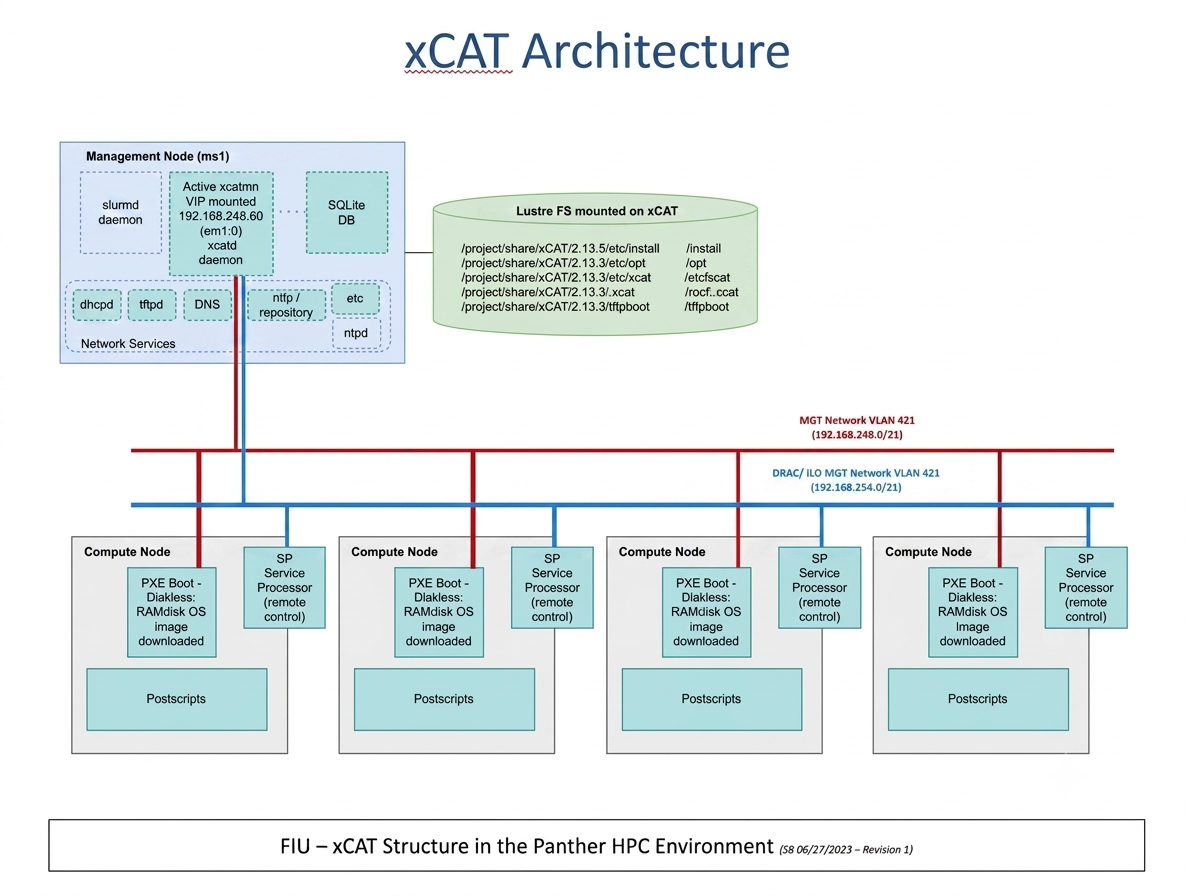 xCAT Architecture
Management Node (ms1)
slurmd
daemon
Active xcatmn
VIP mounted
192.168.248.60
(em1:0)
xcatd
daemon
SQLite
DB
dhcpd
tftpd
DNS
ntfp /
repository
etc
ntpd
Network Services
Lustre FS mounted on xCAT
/project/share/xCAT/2.13.5/etc/install /install
/project/share/xCAT/2.13.3/etc/opt /opt
/project/share/xCAT/2.13.3/etc/xcat /etcfscat
/project/share/xCAT/2.13.3/.xcat /rocf..ccat
/project/share/xCAT/2.13.3/tftpboot /tffpboot
MGT Network VLAN 421
(192.168.248.0/21)
DRAC/ ILO MGT Network VLAN 421
(192.168.254.0/21)
Compute Node
PXE Boot -
Diakless:
RAMdisk OS
image
downloaded
SP
Service
Processor
(remote
control)
Postscripts
Compute Node
PXE Boot -
Diakless:
RAMdisk OS
image
downloaded
SP
Service
Processor
(remote
control)
Postscripts
Compute Node
PXE Boot -
Diakless:
RAMdisk OS
image
downloaded
SP
Service
Processor
(remote
control)
Postscripts
Compute Node
PXE Boot -
Diakless:
RAMdisk OS
Image
downloaded
SP
Service
Processor
(remote
control)
Postscripts
FIU – xCAT Structure in the Panther HPC Environment (S8 06/27/2023 – Revision 1)